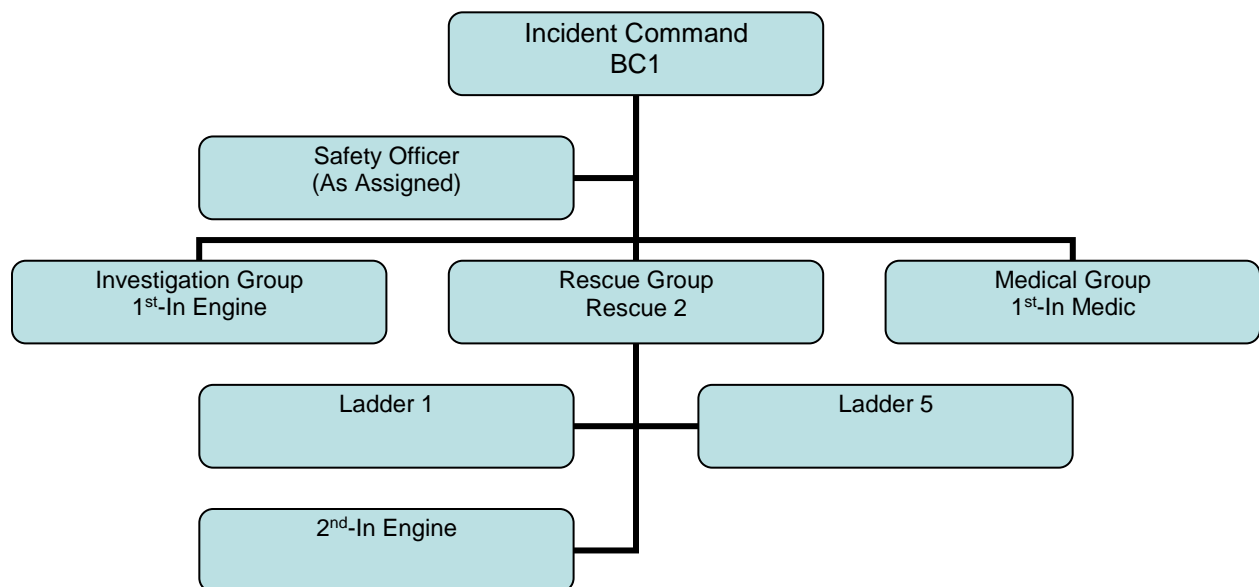 Incident Command
BC1
Safety Officer
(As Assigned)
Investigation Group
1st-In Engine
Rescue Group
Rescue 2
Medical Group
1st-In Medic
Ladder 1
Ladder 5
2nd-In Engine